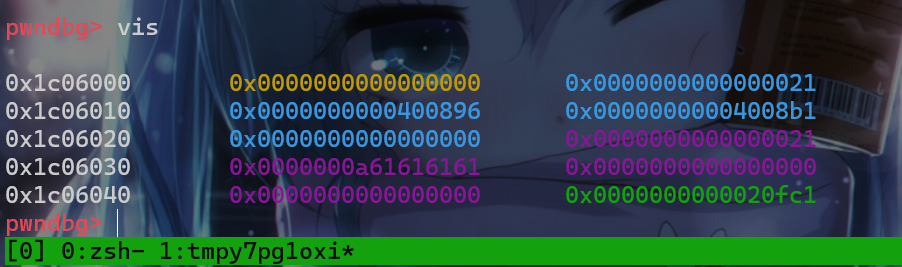 pwndbg> vis
0x1c06000 0x0000000000000000 0x0000000000000021
0x1c06010 0x0000000000400896 0x00000000004008b1
0x1c06020 0x0000000000000000 0x0000000000000021
0x1c06030 0x0000000a61616161 0x0000000000000000
0x1c06040 0x0000000000000000 0x0000000000020fc1
pwndbg>
[0] 0:zsh- 1:tmpy7pg1oxi*